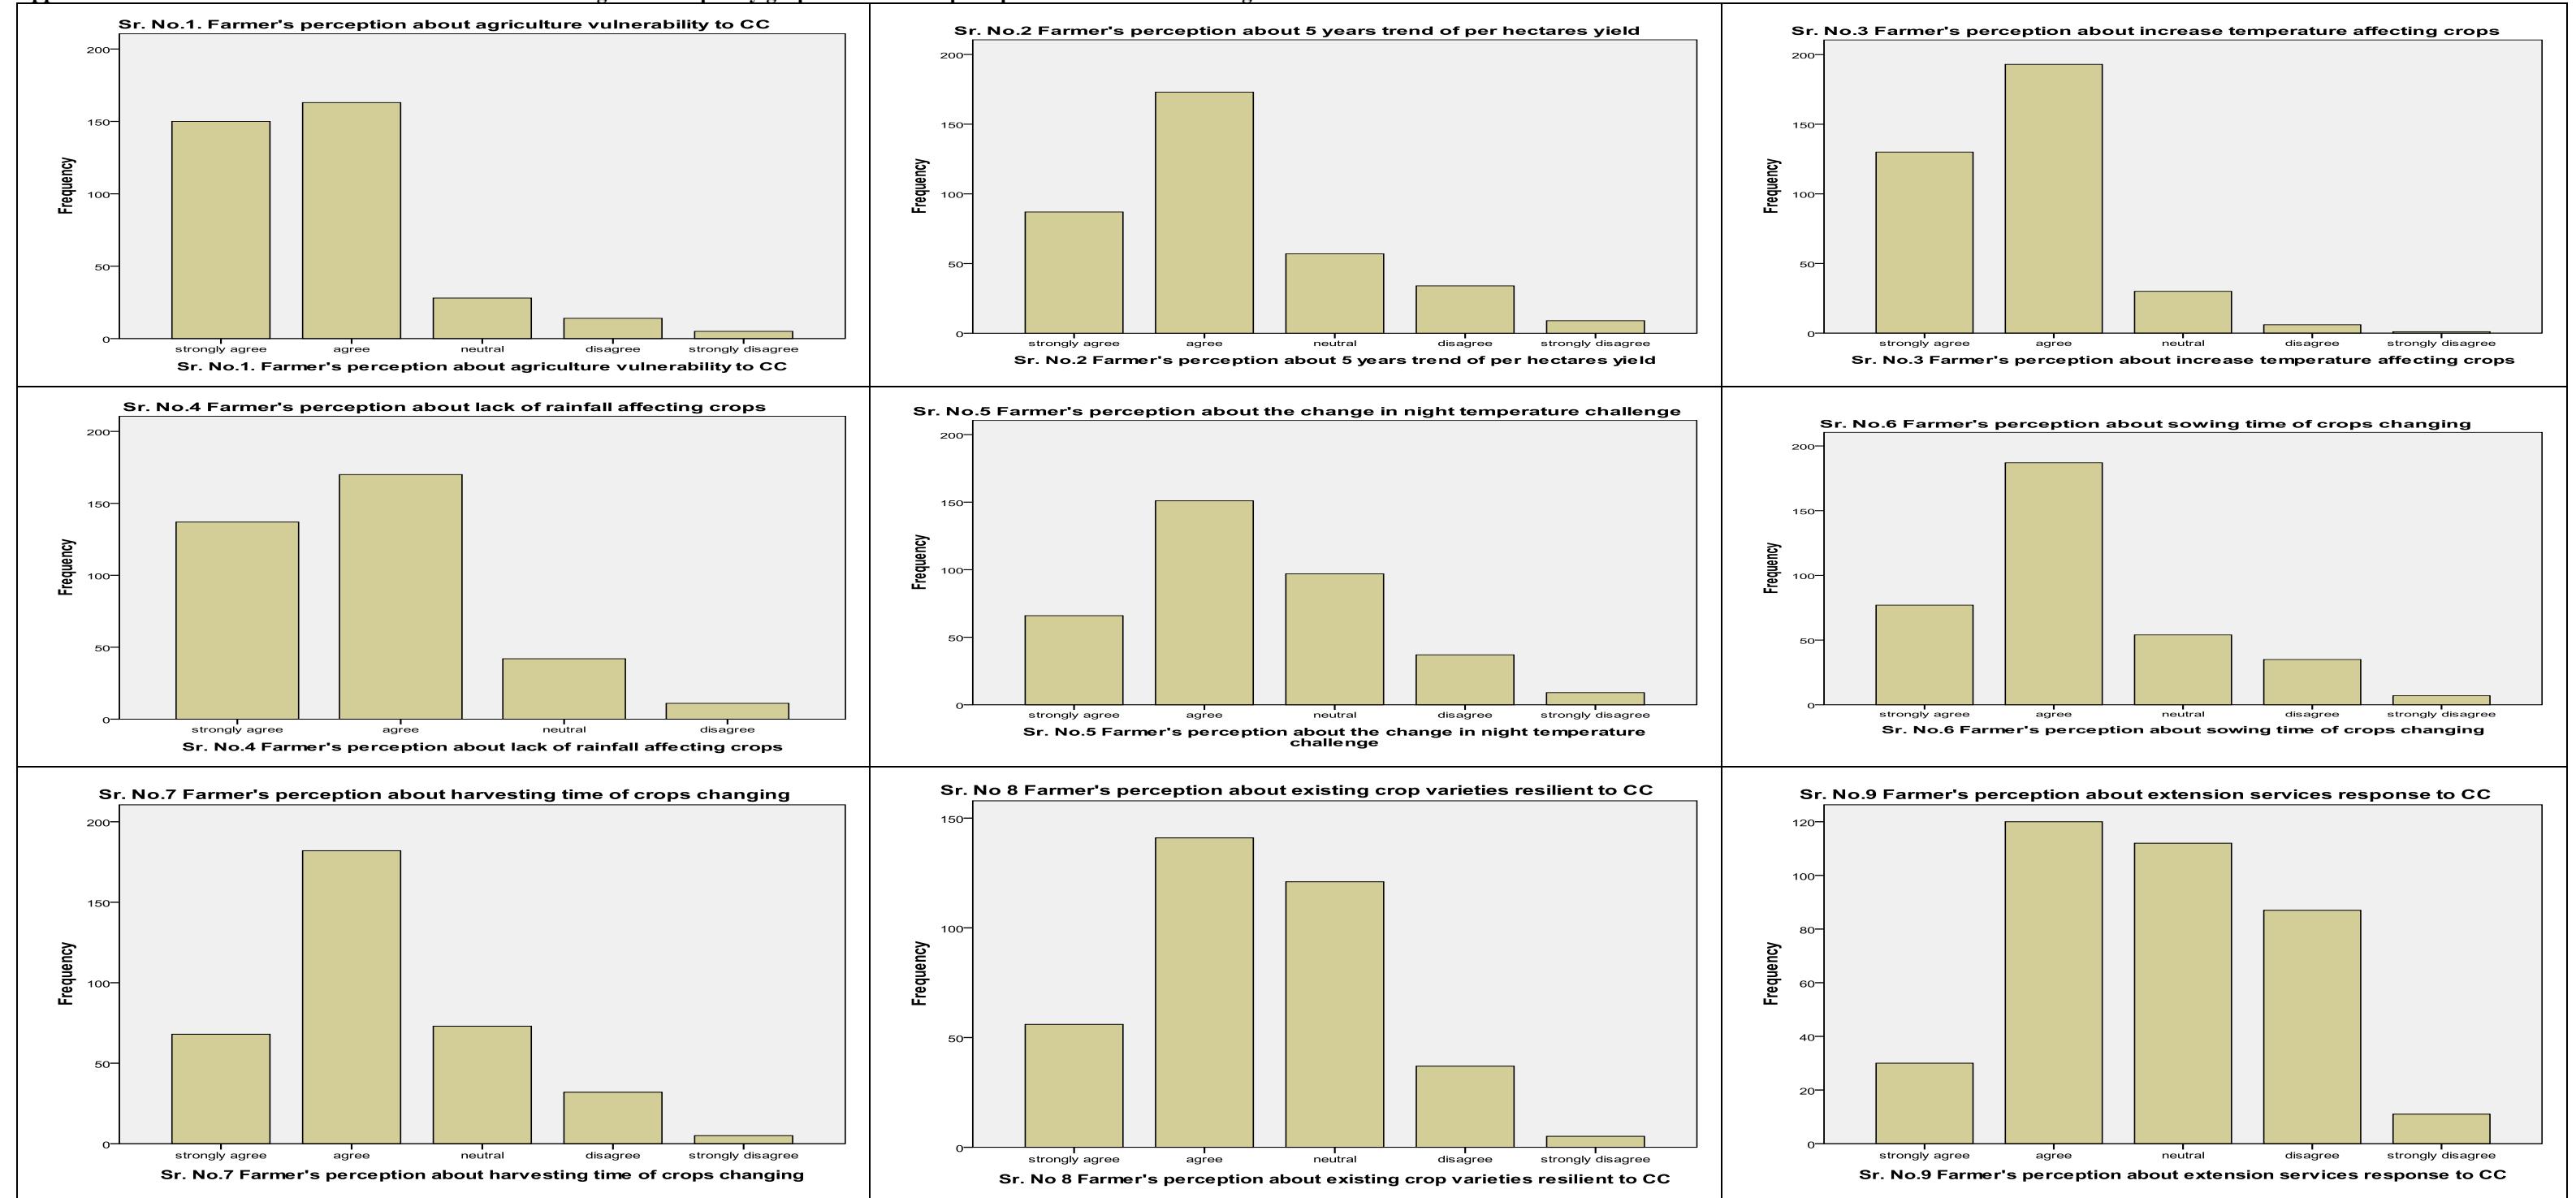 Sr. No.1. Farmer's perception about agriculture vulnerability to CC
200
150
100
50
0
Frequency
strongly agree agree neutral disagree strongly disagree
Sr. No.1. Farmer's perception about agriculture vulnerability to CC
Sr. No.2 Farmer's perception about 5 years trend of per hectares yield
200
150
100
50
0
Frequency
strongly agree agree neutral disagree strongly disagree
Sr. No.2 Farmer's perception about 5 years trend of per hectares yield
Sr. No.3 Farmer's perception about increase temperature affecting crops
200
150
100
50
0
Frequency
strongly agree agree neutral disagree strongly disagree
Sr. No.3 Farmer's perception about increase temperature affecting crops
Sr. No.4 Farmer's perception about lack of rainfall affecting crops
200
150
100
50
0
Frequency
strongly agree agree neutral disagree
Sr. No.4 Farmer's perception about lack of rainfall affecting crops
Sr. No.5 Farmer's perception about the change in night temperature challenge
200
150
100
50
0
Frequency
strongly agree agree neutral disagree strongly disagree
Sr. No.5 Farmer's perception about the change in night temperature
challenge
Sr. No.6 Farmer's perception about sowing time of crops changing
200
150
100
50
0
Frequency
strongly agree agree neutral disagree strongly disagree
Sr. No.6 Farmer's perception about sowing time of crops changing
Sr. No.7 Farmer's perception about harvesting time of crops changing
200
150
100
50
0
Frequency
strongly agree agree neutral disagree strongly disagree
Sr. No.7 Farmer's perception about harvesting time of crops changing
Sr. No 8 Farmer's perception about existing crop varieties resilient to CC
150
100
50
0
Frequency
strongly agree agree neutral disagree strongly disagree
Sr. No 8 Farmer's perception about existing crop varieties resilient to CC
Sr. No.9 Farmer's perception about extension services response to CC
120
100
80
60
40
20
0
Frequency
strongly agree agree neutral disagree strongly disagree
Sr. No.9 Farmer's perception about extension services response to CC